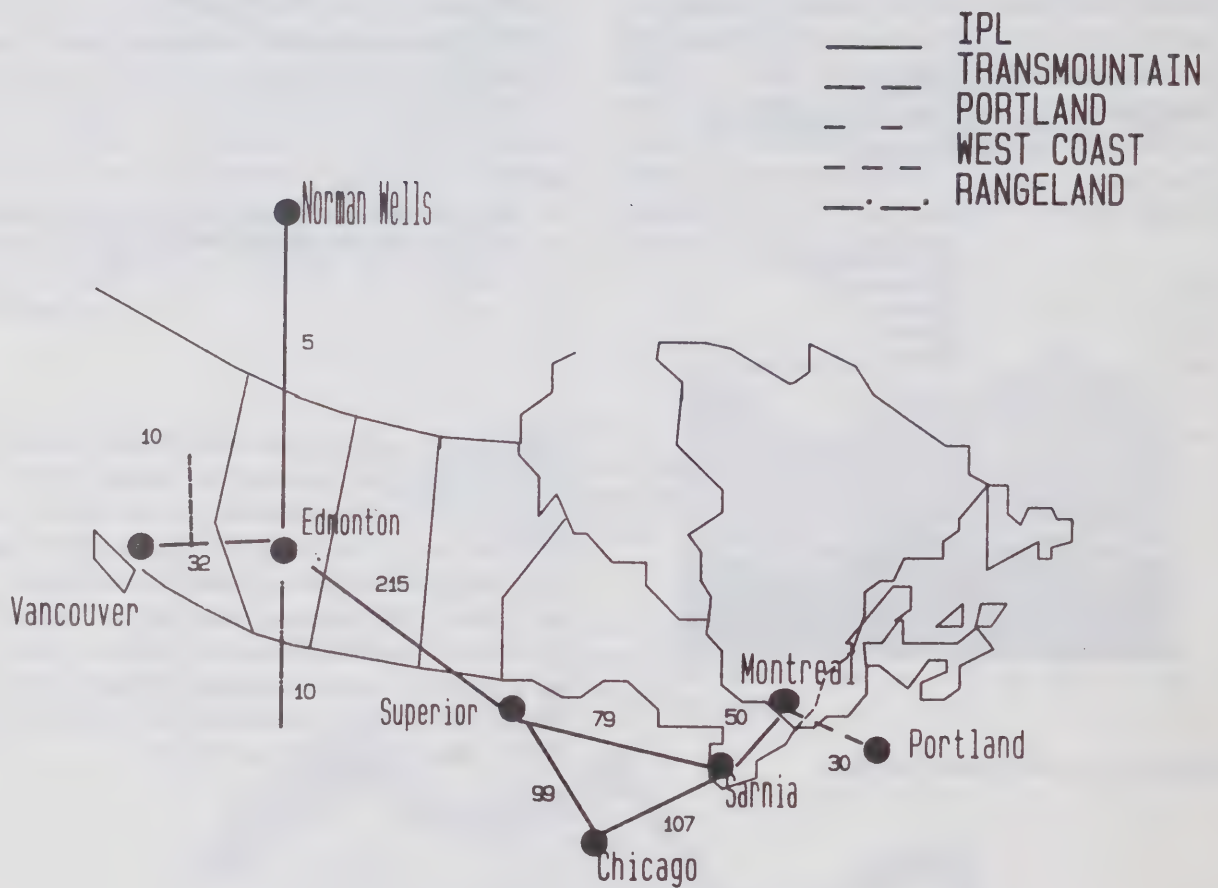 IPL
TRANSMOUNTAIN
PORTLAND
WEST COAST
RANGELAND
Norman Wells
5
10
Edmonton
32
215
Vancouver
10
Montreal
Superior
79
50
Portland
30
99
Sarnia
107
Chicago